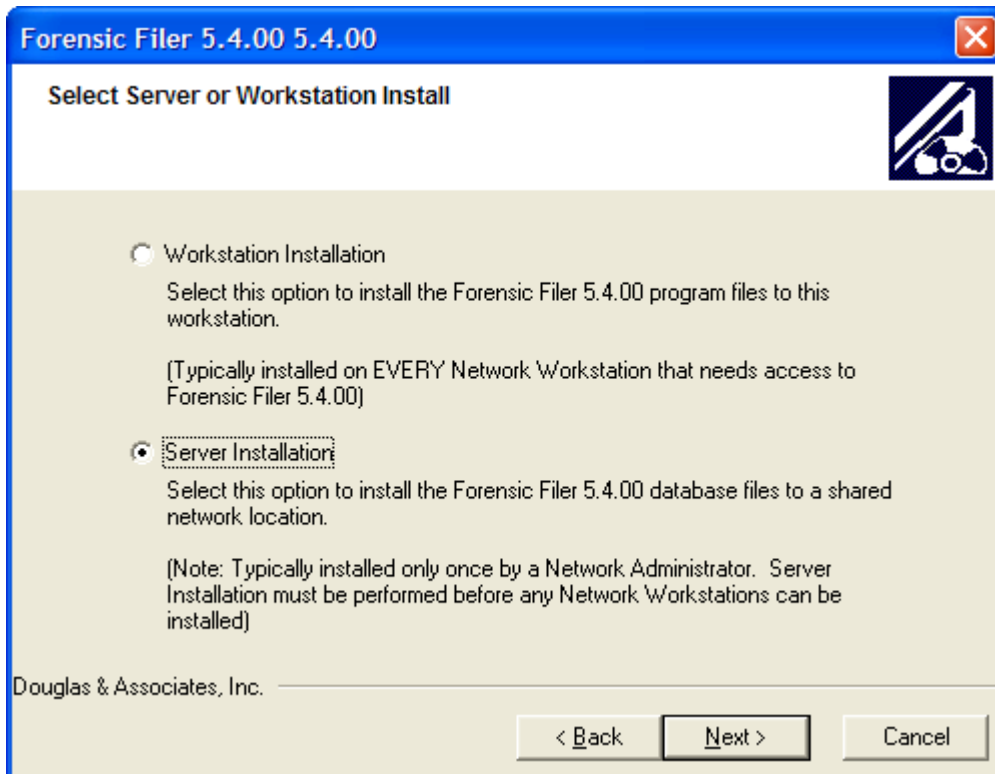 Forensic Filer 5.4.00 5.4.00
Select Server or Workstation Install
Workstation Installation
Select this option to install the Forensic Filer 5.4.00 program files to this
workstation.
(Typically installed on EVERY Network Workstation that needs access to
Forensic Filer 5.4.00)
Server Installation
Select this option to install the Forensic Filer 5.4.00 database files to a shared
network location.
(Note: Typically installed only once by a Network Administrator. Server
Installation must be performed before any Network Workstations can be
installed)
Douglas & Associates, Inc.
< Back
Next >
Cancel